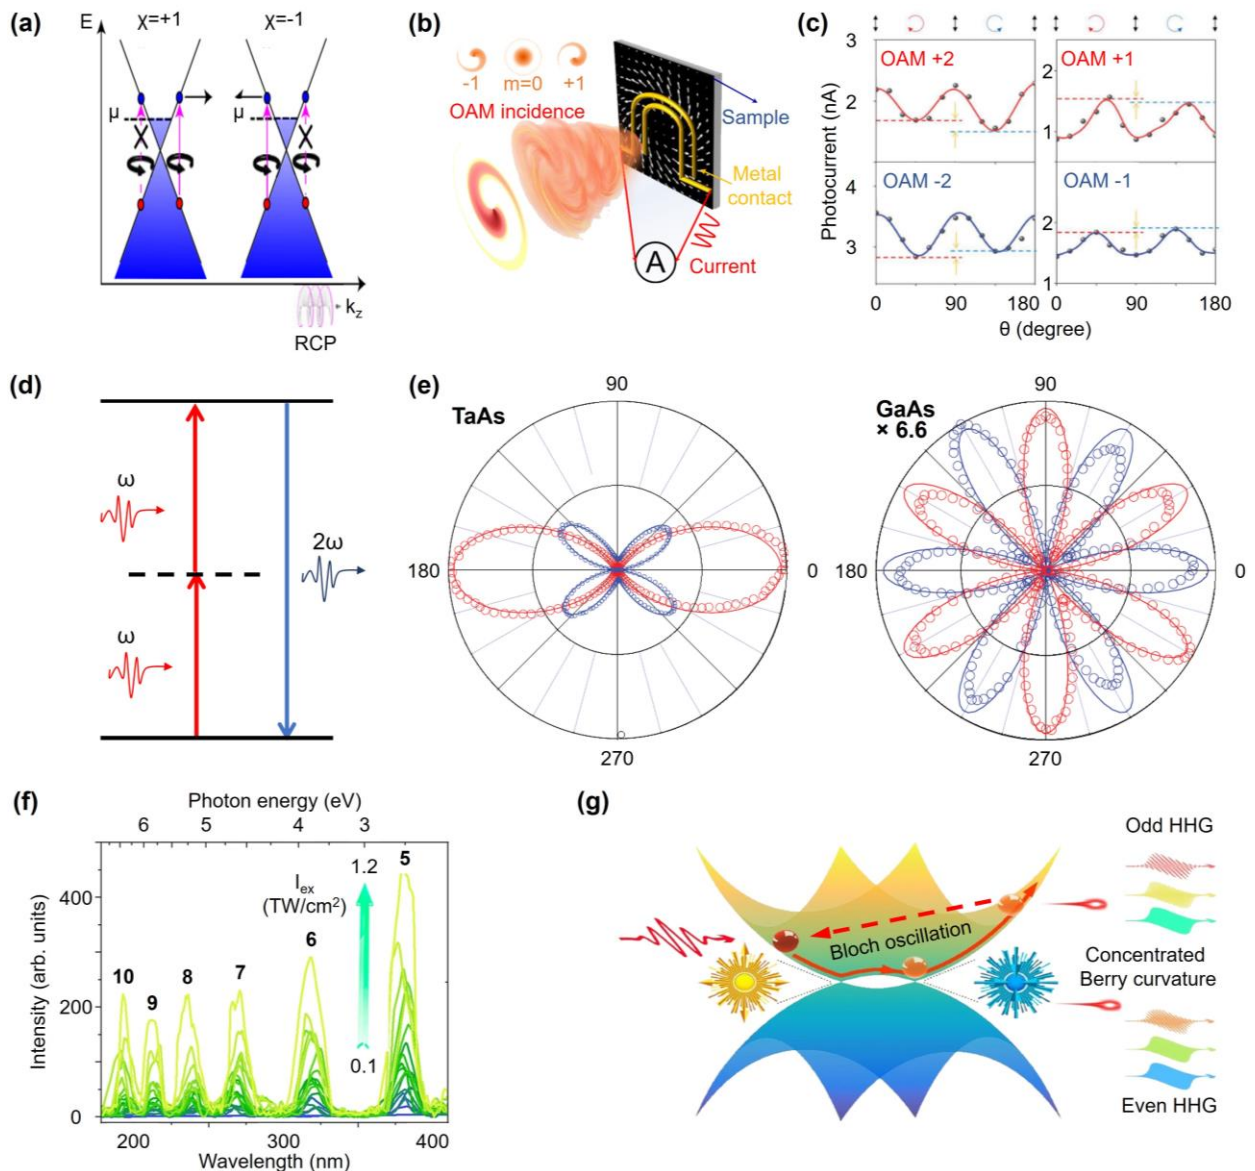 (a)
E
χ=+1
χ=-1
μ
μ
k_z
RCP
(b)
-1
m=0
+1
OAM incidence
Sample
Metal
contact
A
Current
(c)
Photocurrent (nA)
3
2
4
3
OAM +2
OAM -2
2
1
2
1
OAM +1
OAM -1
0
90
180
0
90
180
θ (degree)
(d)
ω
ω
2ω
(e)
TaAs
90
180
0
270
GaAs
× 6.6
90
180
0
270
(f)
Photon energy (eV)
6
5
4
3
Intensity (arb. units)
400
200
0
10
9
8
7
6
5
I_ex
(TW/cm²)
1.2
0.1
200
300
400
Wavelength (nm)
(g)
Bloch oscillation
Odd HHG
Concentrated
Berry curvature
Even HHG